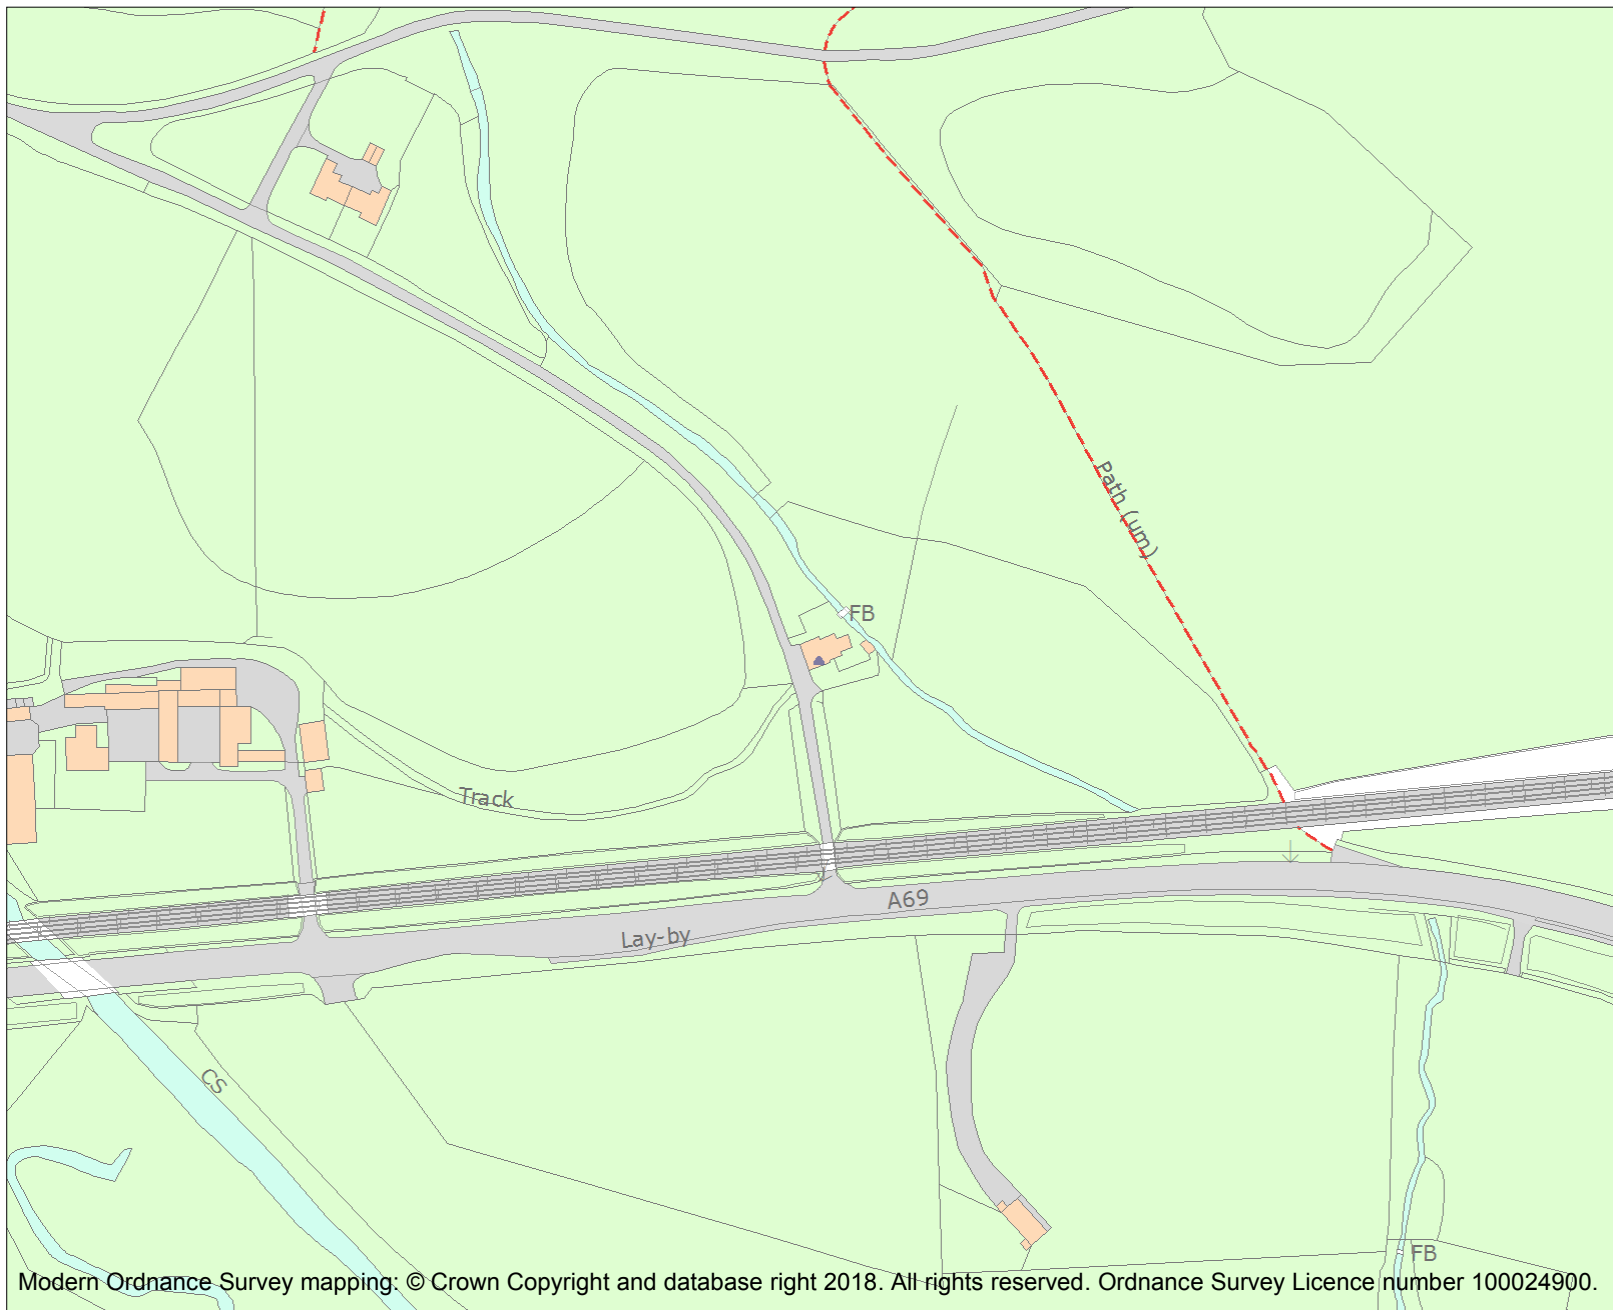 Path (um)
FB
Track
A69
Lay-by
CS
FB
Modern Ordnance Survey mapping: © Crown Copyright and database right 2018. All rights reserved. Ordnance Survey Licence number 100024900.